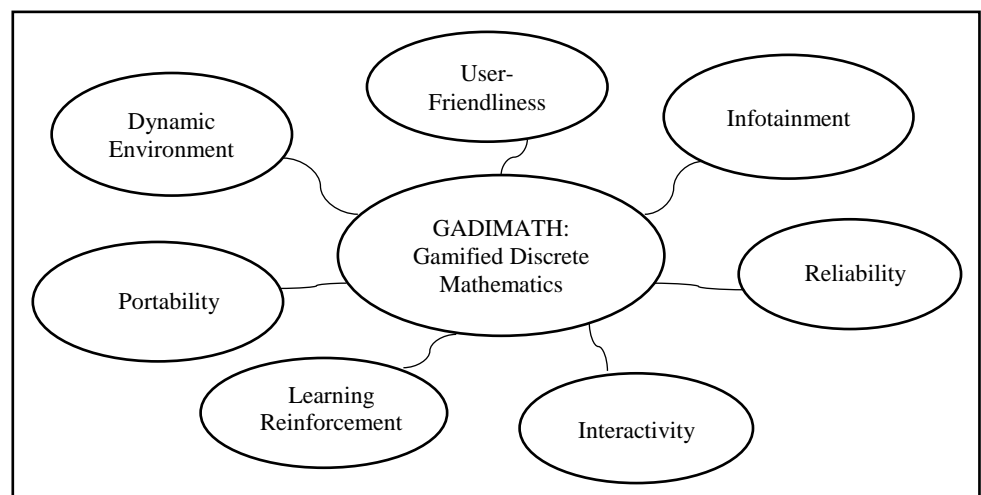 User-
Friendliness
Dynamic
Environment
Infotainment
GADIMATH:
Gamified Discrete
Mathematics
Portability
Reliability
Learning
Reinforcement
Interactivity